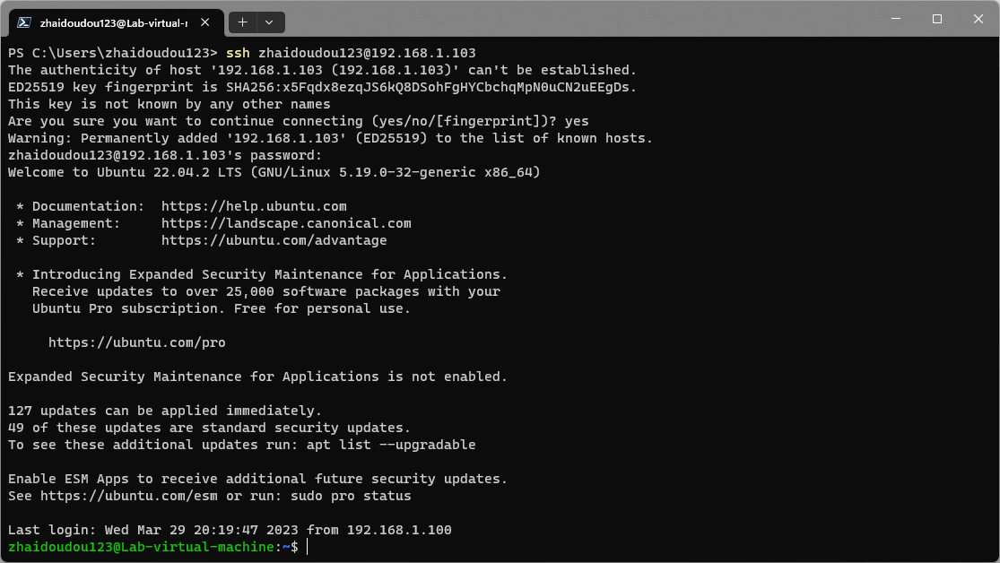 zhaidoudou123@Lab-virtual-r
PS C:\Users\zhaidoudou123> ssh zhaidoudou123@192.168.1.103
The authenticity of host '192.168.1.103 (192.168.1.103)' can't be established.
ED25519 key fingerprint is SHA256:x5Fqdx8ezqJS6kQ8DSohFgHYCbchqMpN0uCN2uEEgDs.
This key is not known by any other names
Are you sure you want to continue connecting (yes/no/[fingerprint])? yes
Warning: Permanently added '192.168.1.103' (ED25519) to the list of known hosts.
zhaidoudou123@192.168.1.103's password:
Welcome to Ubuntu 22.04.2 LTS (GNU/Linux 5.19.0-32-generic x86_64)

 * Documentation:  https://help.ubuntu.com
 * Management:     https://landscape.canonical.com
 * Support:        https://ubuntu.com/advantage

 * Introducing Expanded Security Maintenance for Applications.
   Receive updates to over 25,000 software packages with your
   Ubuntu Pro subscription. Free for personal use.

     https://ubuntu.com/pro

Expanded Security Maintenance for Applications is not enabled.

127 updates can be applied immediately.
49 of these updates are standard security updates.
To see these additional updates run: apt list --upgradable

Enable ESM Apps to receive additional future security updates.
See https://ubuntu.com/esm or run: sudo pro status

Last login: Wed Mar 29 20:19:47 2023 from 192.168.1.100
zhaidoudou123@Lab-virtual-machine:~$